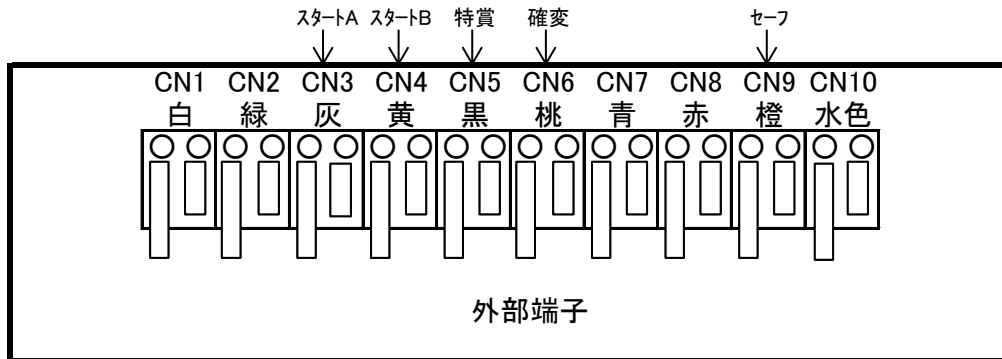 ｽﾀｰﾄA ｽﾀｰﾄB 特賞 確変 ｾｰﾌ
CN1 CN2 CN3 CN4 CN5 CN6 CN7 CN8 CN9 CN10
白 緑 灰 黄 黒 桃 青 赤 橙 水色
外部端子